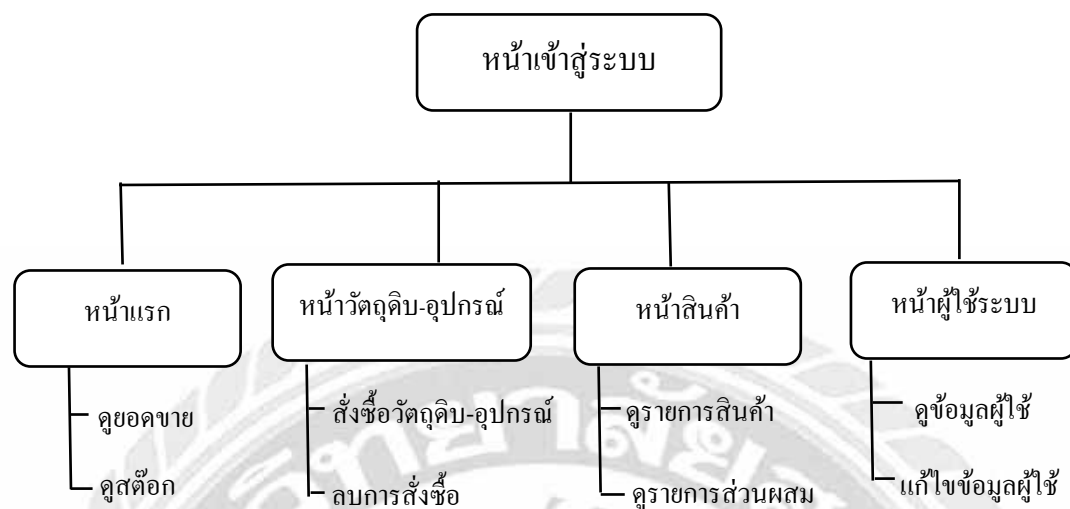 หน้าเข้าสู่ระบบ
หน้าแรก
หน้าวัตถุดิบ-อุปกรณ์
หน้าสินค้า
หน้าผู้ใช้ระบบ
ดูยอดขาย
สั่งซื้อวัตถุดิบ-อุปกรณ์
ดูรายการสินค้า
ดูข้อมูลผู้ใช้
ดูสต๊อก
ลบการสั่งซื้อ
ดูรายการส่วนผสม
แก้ไขข้อมูลผู้ใช้